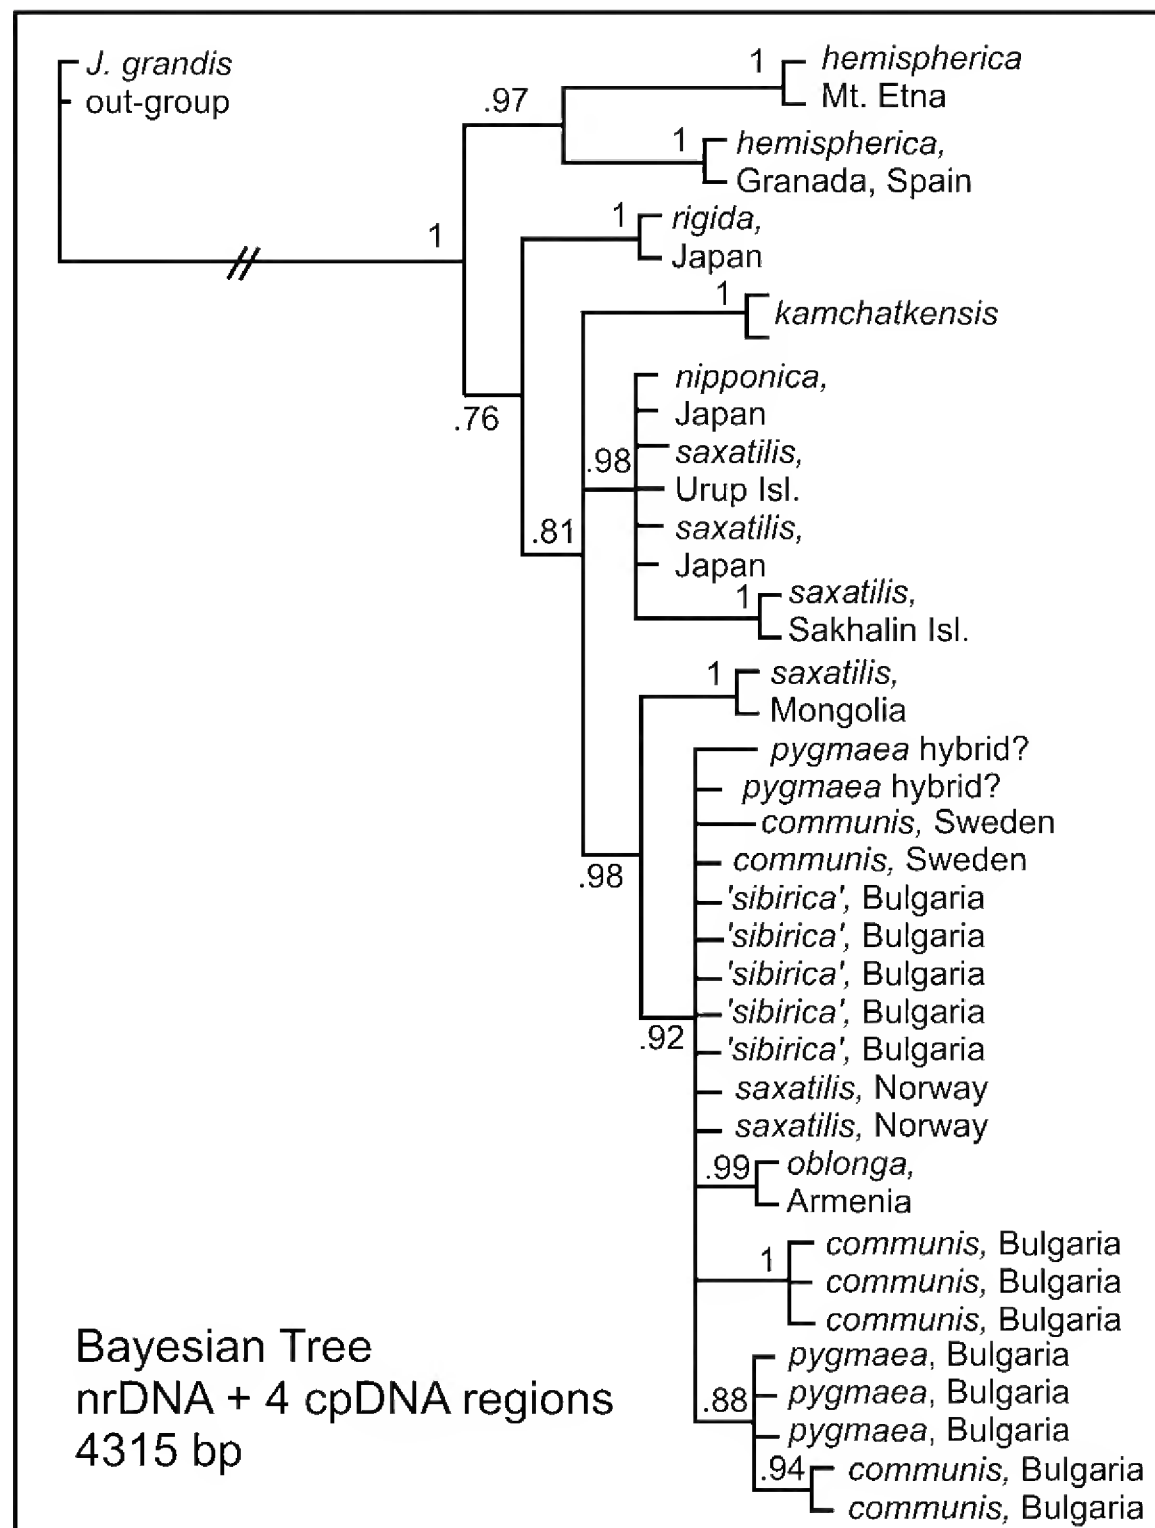 J. grandis
out-group
1
.97
1
hemispherica
Mt. Etna
1
hemispherica,
Granada, Spain
1
rigida,
Japan
.76
1
kamchatkensis
.81
.98
nipponica,
Japan
saxatilis,
Urup Isl.
saxatilis,
Japan
1
saxatilis,
Sakhalin Isl.
.98
1
saxatilis,
Mongolia
.92
pygmaea hybrid?
pygmaea hybrid?
communis, Sweden
communis, Sweden
'sibirica', Bulgaria
'sibirica', Bulgaria
'sibirica', Bulgaria
'sibirica', Bulgaria
'sibirica', Bulgaria
saxatilis, Norway
saxatilis, Norway
.99
oblonga,
Armenia
1
communis, Bulgaria
communis, Bulgaria
communis, Bulgaria
.88
pygmaea, Bulgaria
pygmaea, Bulgaria
pygmaea, Bulgaria
.94
communis, Bulgaria
communis, Bulgaria
Bayesian Tree
nrDNA + 4 cpDNA regions
4315 bp